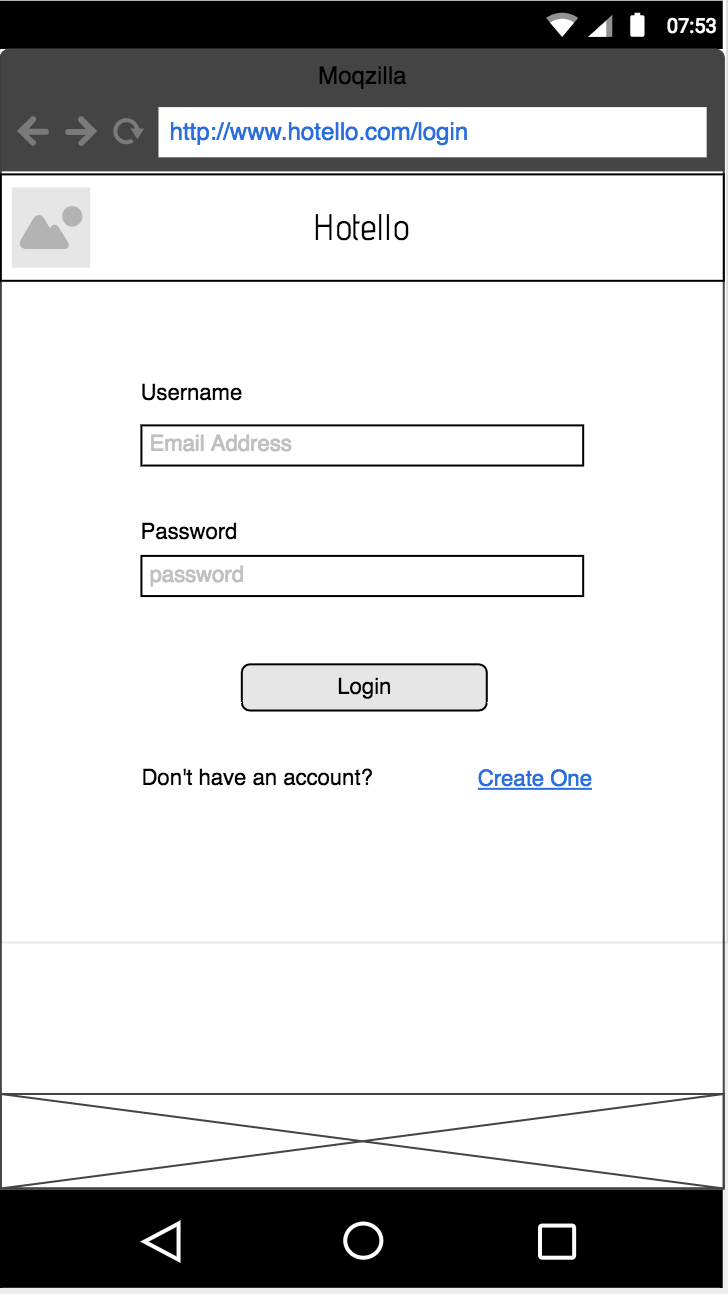 07:53
Moqzilla
http://www.hotello.com/login
Hotello
Username
Email Address
Password
password
Login
Don't have an account? Create One